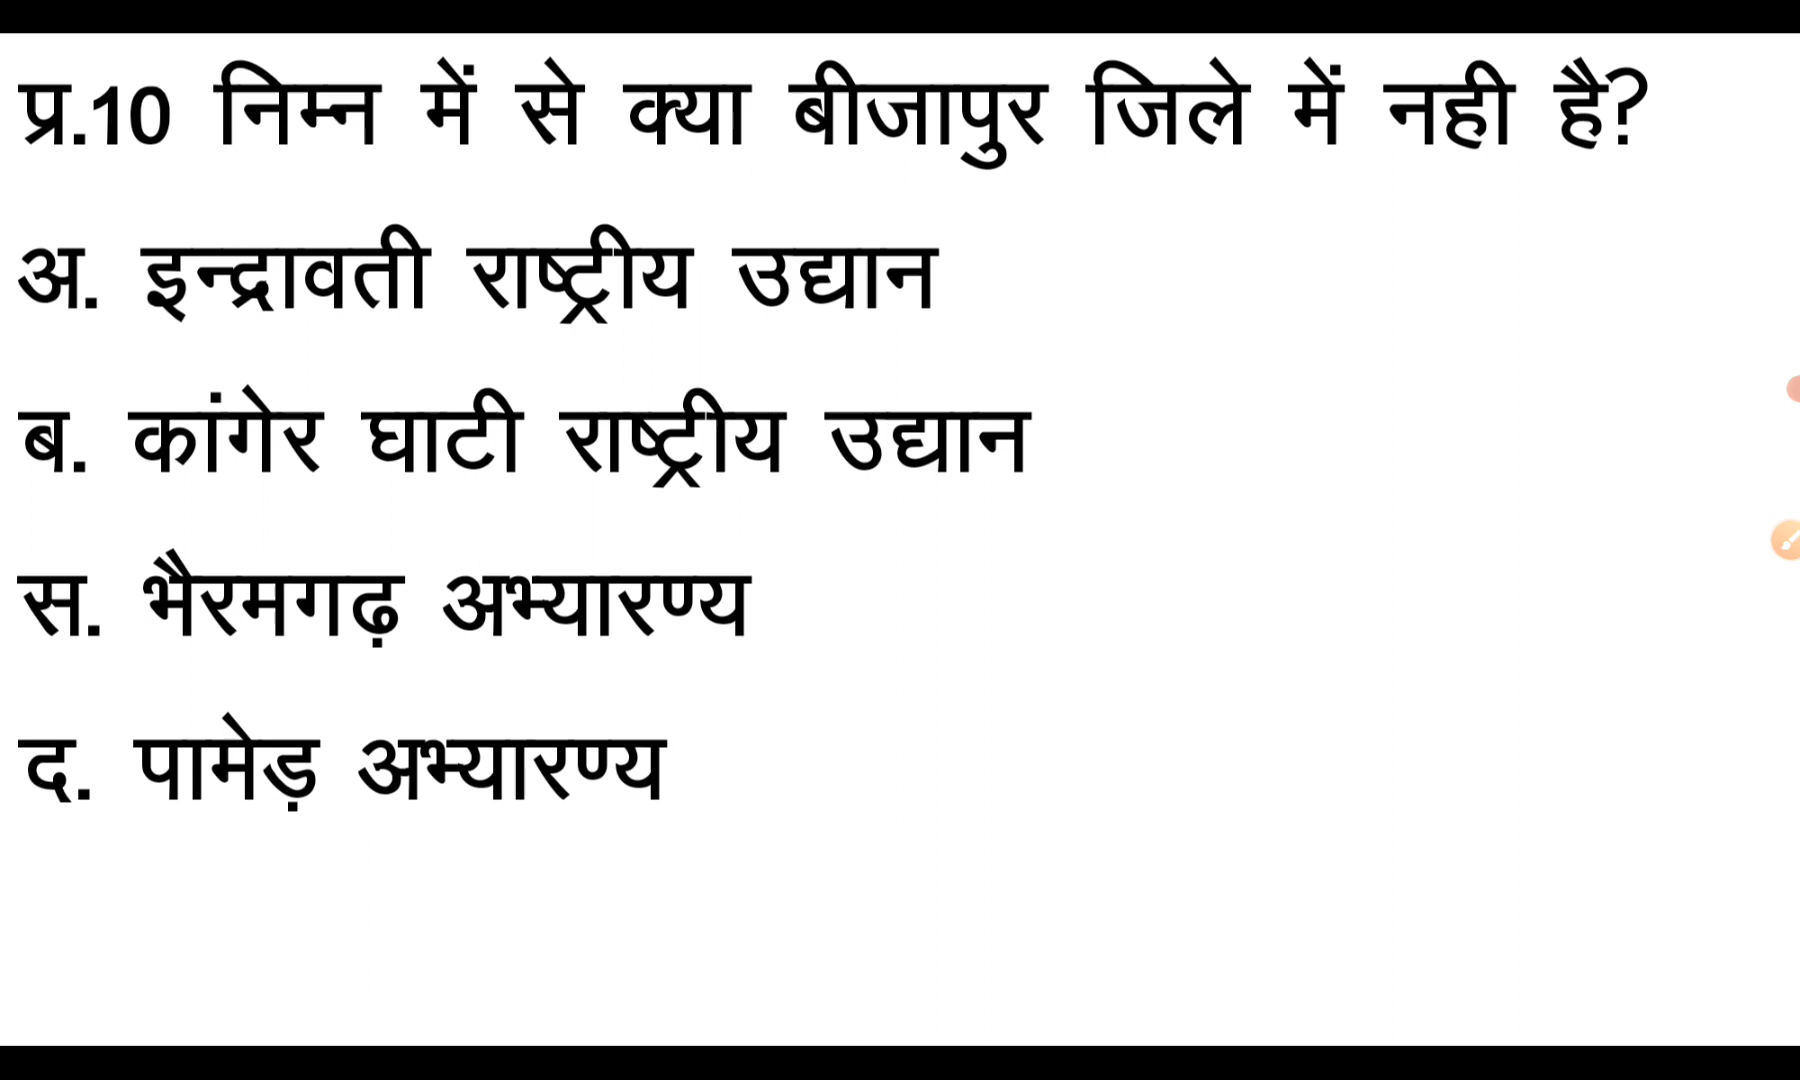 प्र.10 निम्न में से क्या बीजापुर जिले में नही है?
अ. इन्द्रावती राष्ट्रीय उद्यान
ब. कांगेर घाटी राष्ट्रीय उद्यान
स. भैरमगढ़ अभ्यारण्य
द. पामेड़ अभ्यारण्य